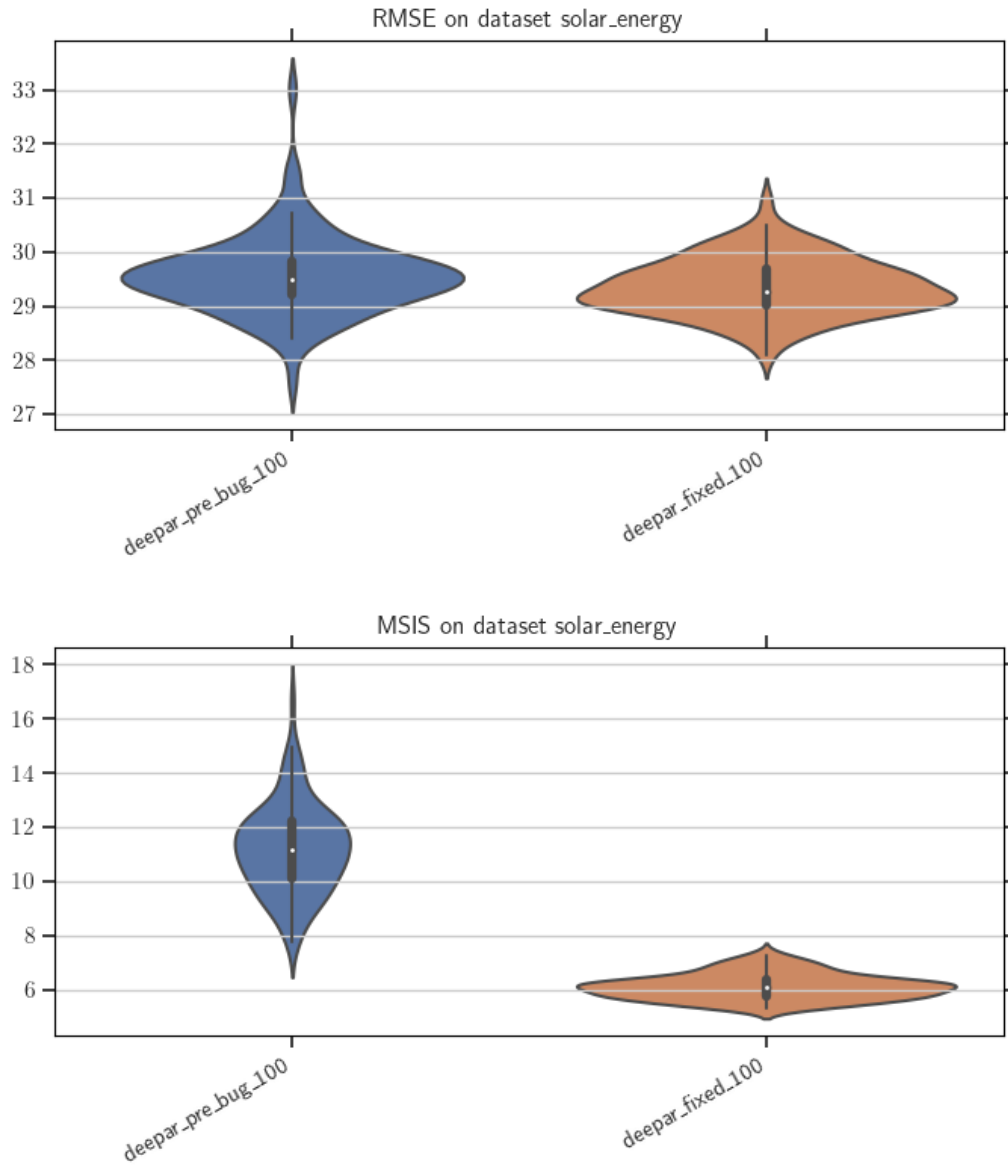 RMSE on dataset solar_energy
33
32
31
30
29
28
27
deepar_pre_bug_100
deepar_fixed_100
MSIS on dataset solar_energy
18
16
14
12
10
8
6
deepar_pre_bug_100
deepar_fixed_100